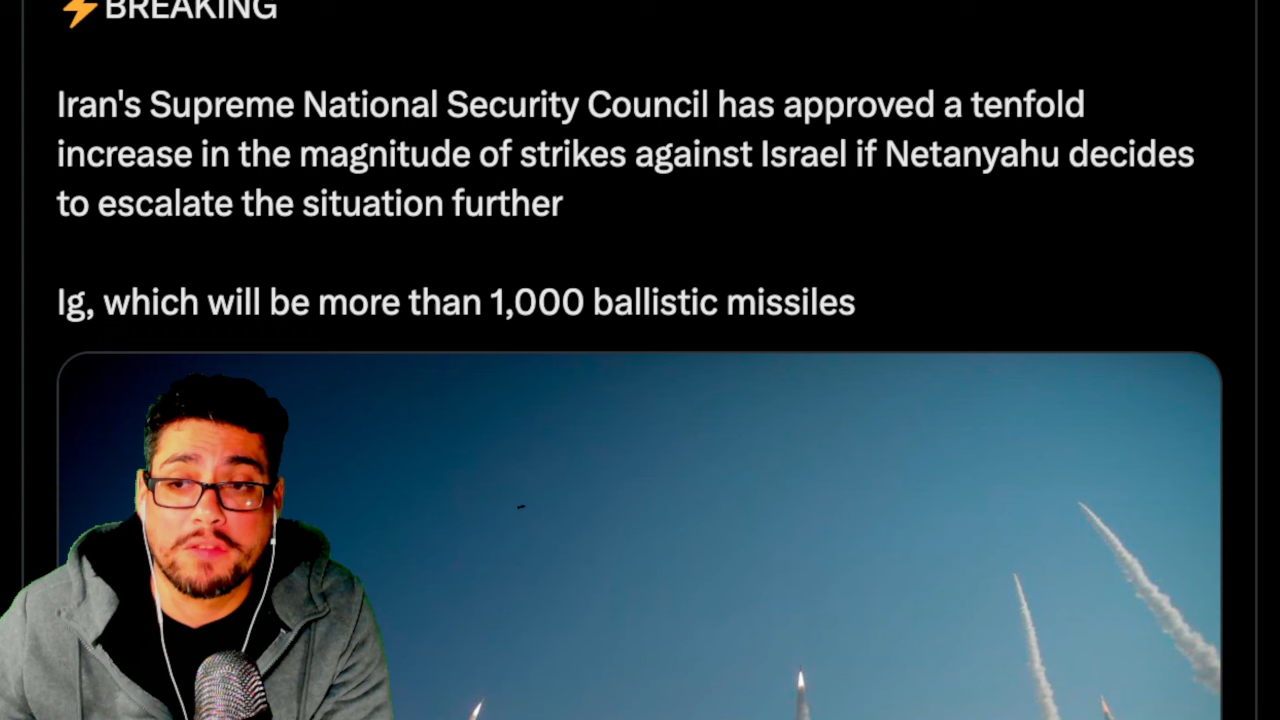 ⚡BREAKING
Iran's Supreme National Security Council has approved a tenfold
increase in the magnitude of strikes against Israel if Netanyahu decides
to escalate the situation further
Ig, which will be more than 1,000 ballistic missiles